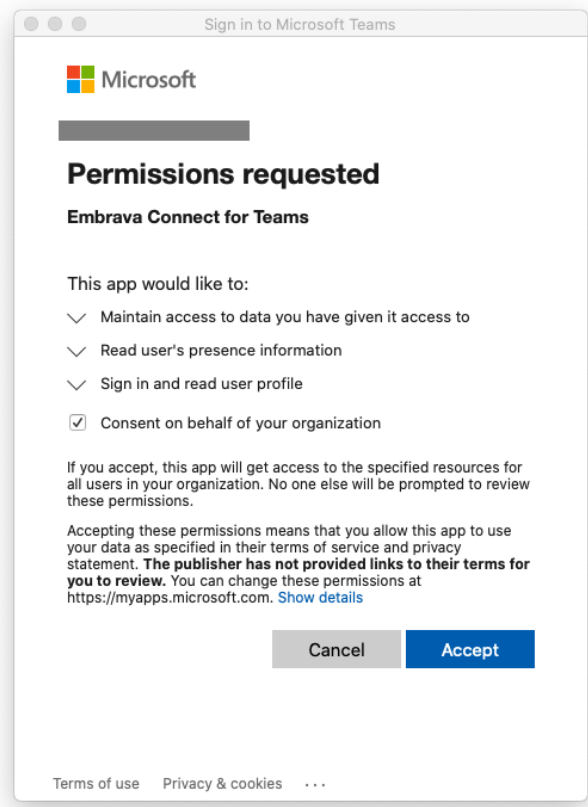 Sign in to Microsoft Teams
Microsoft
Permissions requested
Embrava Connect for Teams
This app would like to:
Maintain access to data you have given it access to
Read user's presence information
Sign in and read user profile
Consent on behalf of your organization
If you accept, this app will get access to the specified resources for
all users in your organization. No one else will be prompted to review
these permissions.
Accepting these permissions means that you allow this app to use
your data as specified in their terms of service and privacy
statement. The publisher has not provided links to their terms for
you to review. You can change these permissions at
https://myapps.microsoft.com. Show details
Cancel Accept
Terms of use Privacy & cookies ...